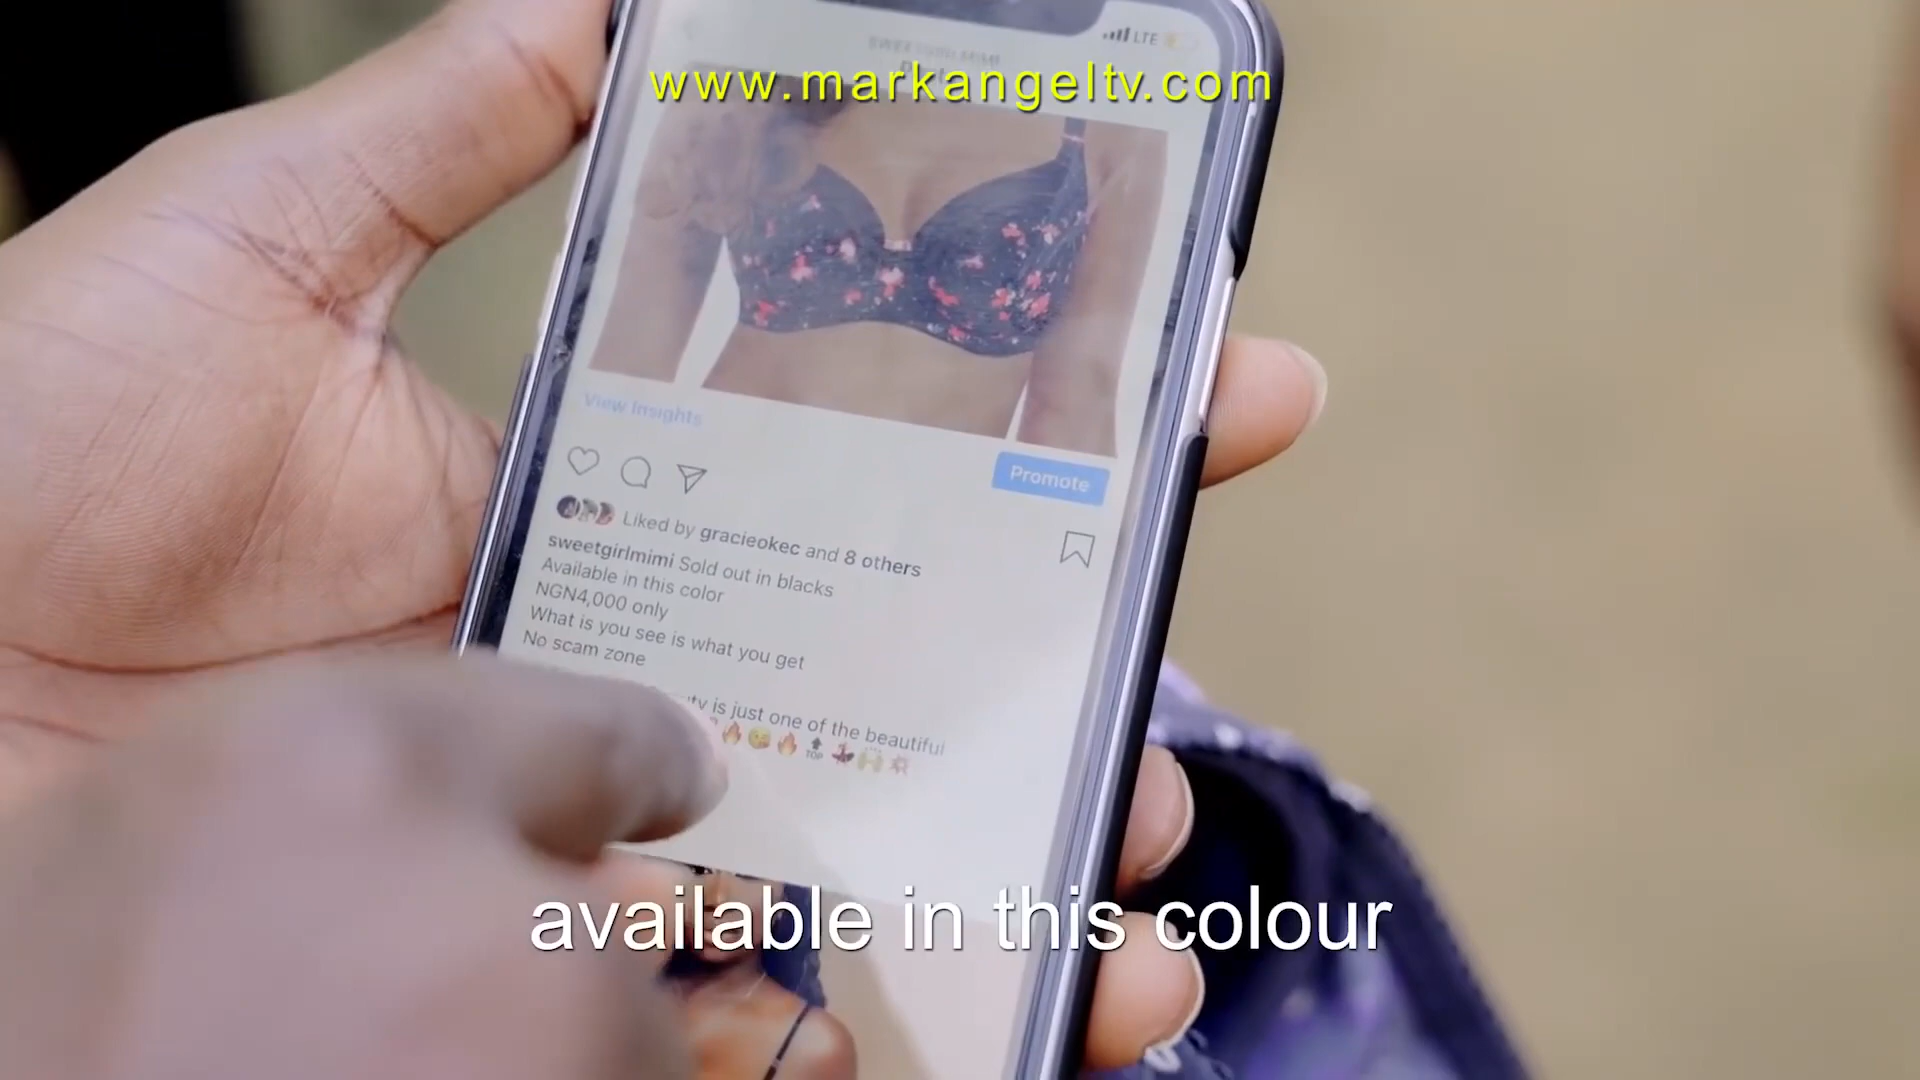 LTE
www.markangeltv.com
View Insights
Promote
Liked by gracieokec and 8 others
sweetgirlmimi Sold out in blacks
Available in this color
NGN4,000 only
What is you see is what you get
No scam zone
is just one of the beautiful
TOP
available in this colour